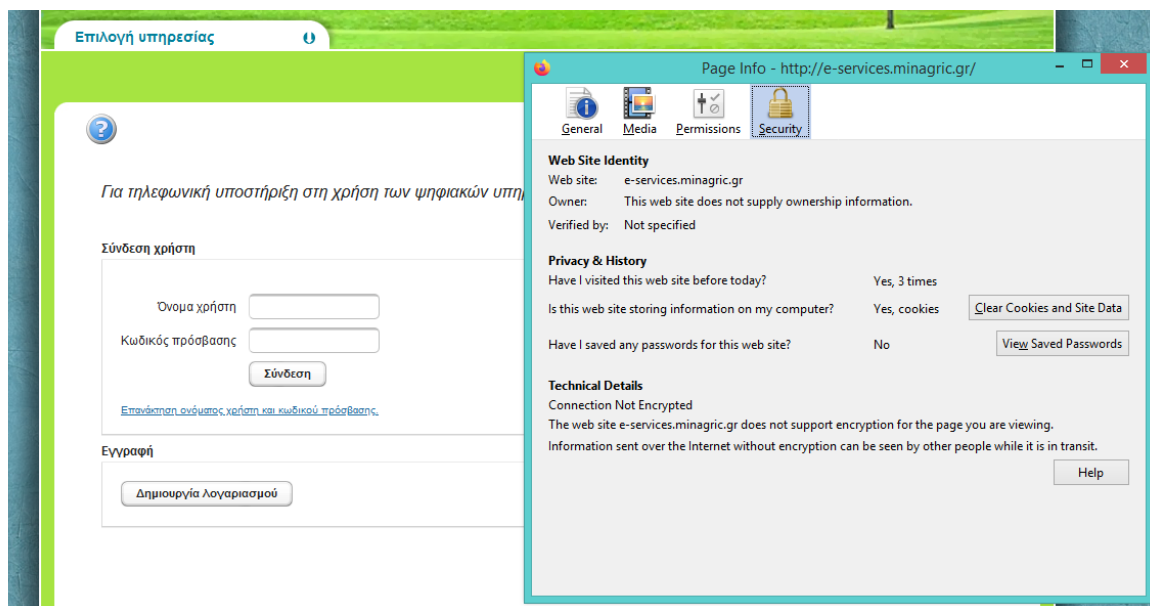 Επιλογή υπηρεσίας
Για τηλεφωνική υποστήριξη στη χρήση των ψηφιακών
Σύνδεση χρήστη
Όνομα χρήστη
Κωδικός πρόσβασης
Σύνδεση
Επανάκτηση ονόματος χρήστη και κωδικού πρόσβασης.
Εγγραφή
Δημιουργία λογαριασμού
Page Info - http://e-services.minagric.gr/
General Media Permissions Security
Web Site Identity
Web site: e-services.minagric.gr
Owner: This web site does not supply ownership information.
Verified by: Not specified
Privacy & History
Have I visited this web site before today? Yes, 3 times
Is this web site storing information on my computer? Yes, cookies Clear Cookies and Site Data
Have I saved any passwords for this web site? No View Saved Passwords
Technical Details
Connection Not Encrypted
The web site e-services.minagric.gr does not support encryption for the page you are viewing.
Information sent over the Internet without encryption can be seen by other people while it is in transit.
Help